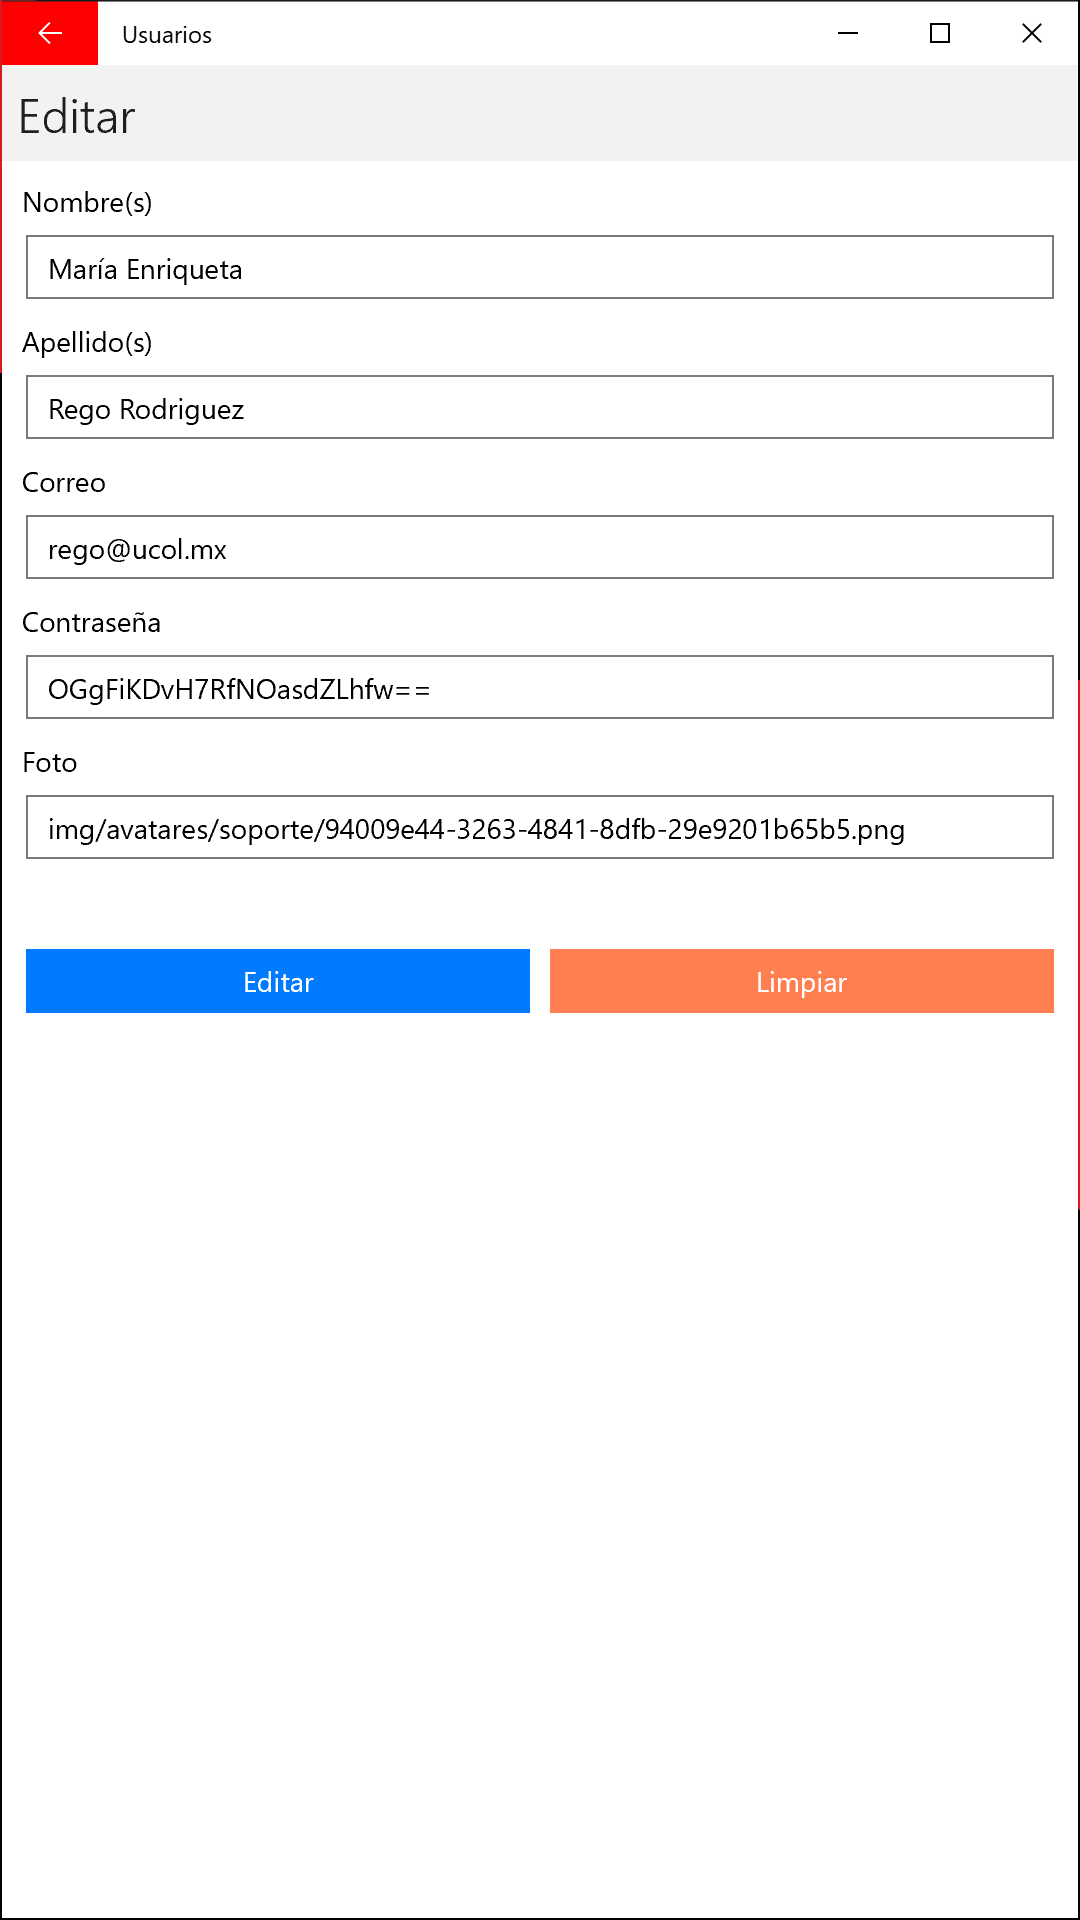 Usuarios
Editar
Nombre(s)
María Enriqueta
Apellido(s)
Rego Rodriguez
Correo
rego@ucol.mx
Contraseña
OGgFiKDvH7RfNOasdZLhfw==
Foto
img/avatares/soporte/94009e44-3263-4841-8dfb-29e9201b65b5.png
Editar
Limpiar